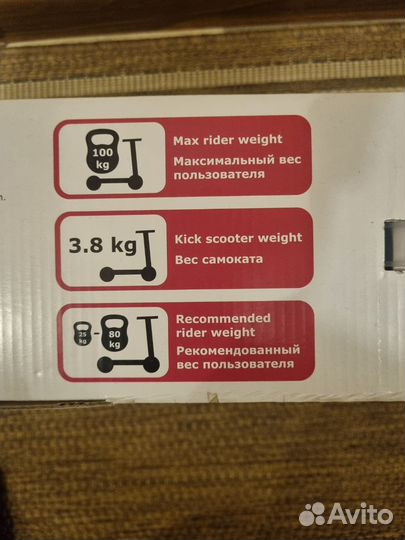 100
kg
Max rider weight
Максимальный вес
пользователя
3.8 kg
Kick scooter weight
Вес самоката
25
kg
-
80
kg
Recommended
rider weight
Рекомендованный
вес пользователя
Avito